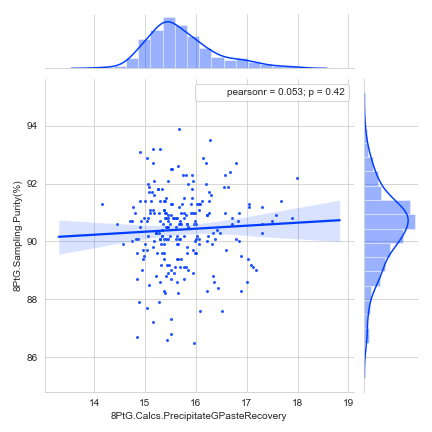 pearsonr = 0.053; p = 0.42
94
92
90
88
86
8PtG.Sampling.Purity(%)
14 15 16 17 18 19
8PtG.Calcs.PrecipitateGPasteRecovery